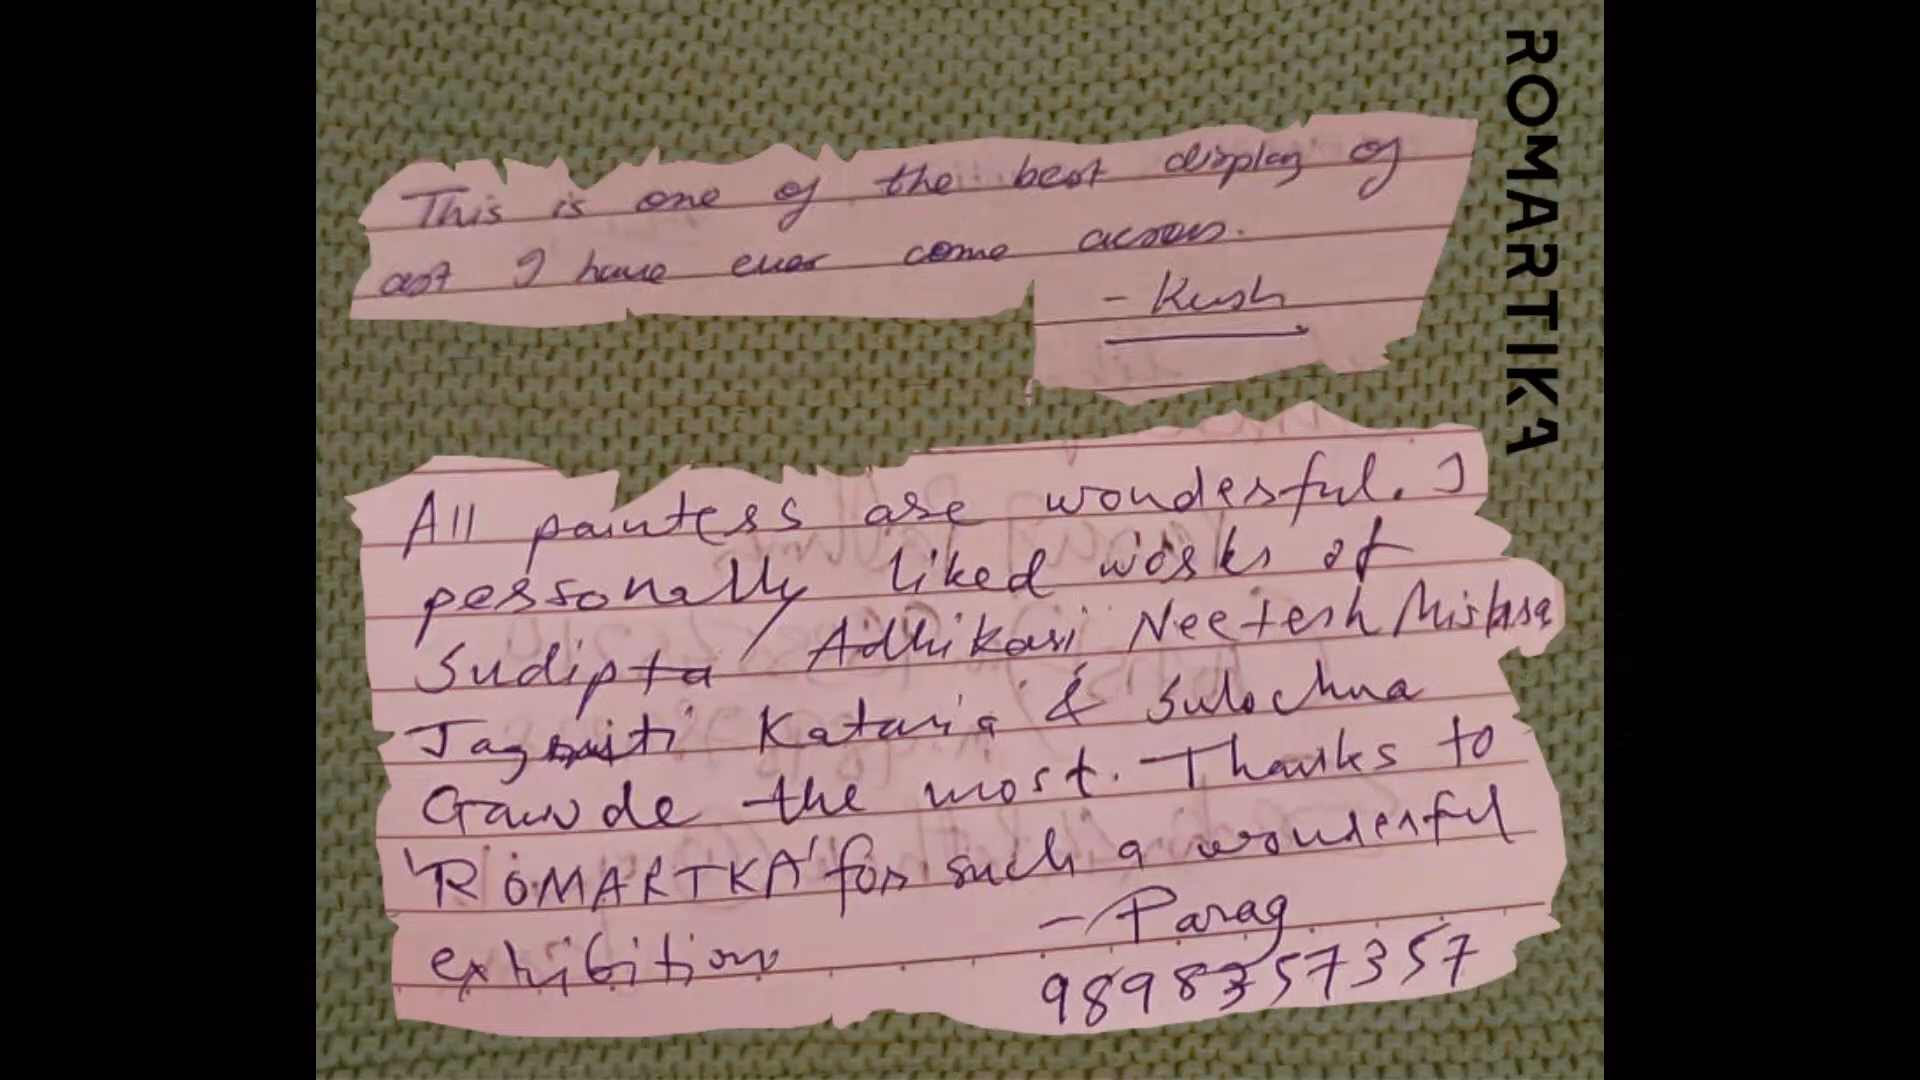 This is one of the best display of
art I have ever come across.
- Kush
All painters are wonderful. I
personally liked works of
Sudipta Adhikari Neetesh Mishra
Jagruti Kataria & Sulochna
Gawde the most. Thanks to
'ROMARTKA' for such a wonderful
exhibition
- Parag
9898357357
ROMARTIKA